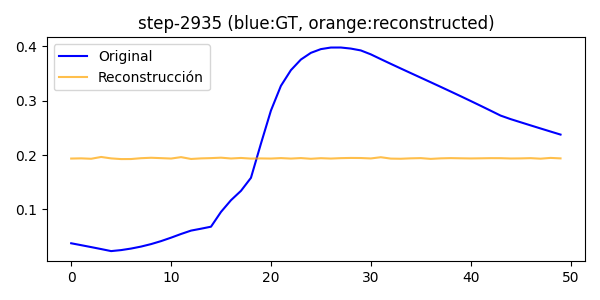 step-2935 (blue:GT, orange:reconstructed)
Original
Reconstrucción
0.4
0.3
0.2
0.1
0 10 20 30 40 50